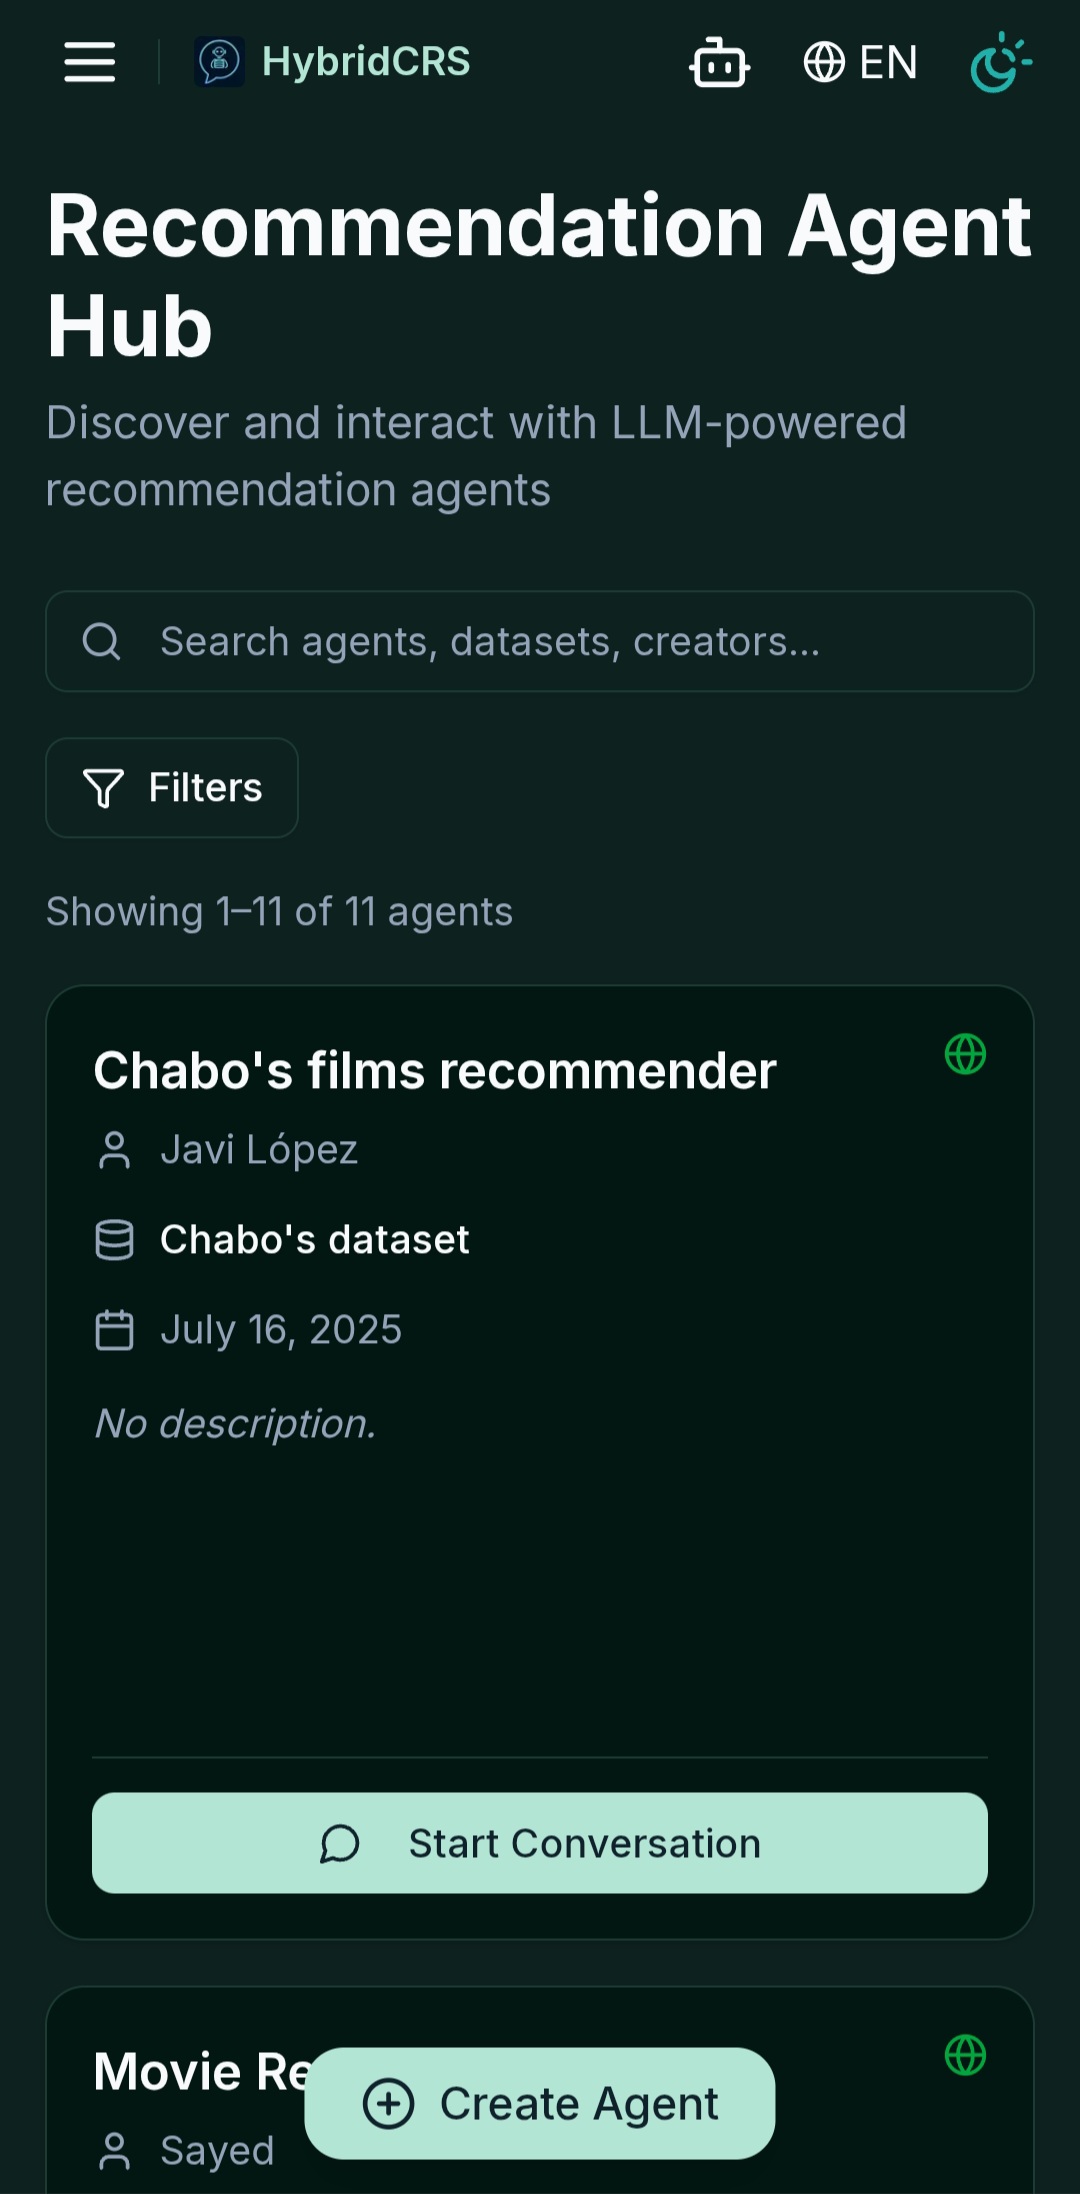 HybridCRS
EN
Recommendation Agent
Hub
Discover and interact with LLM-powered
recommendation agents
Search agents, datasets, creators...
Filters
Showing 1–11 of 11 agents
Chabo's films recommender
Javi López
Chabo's dataset
July 16, 2025
No description.
Start Conversation
Movie
Create Agent
Sayed